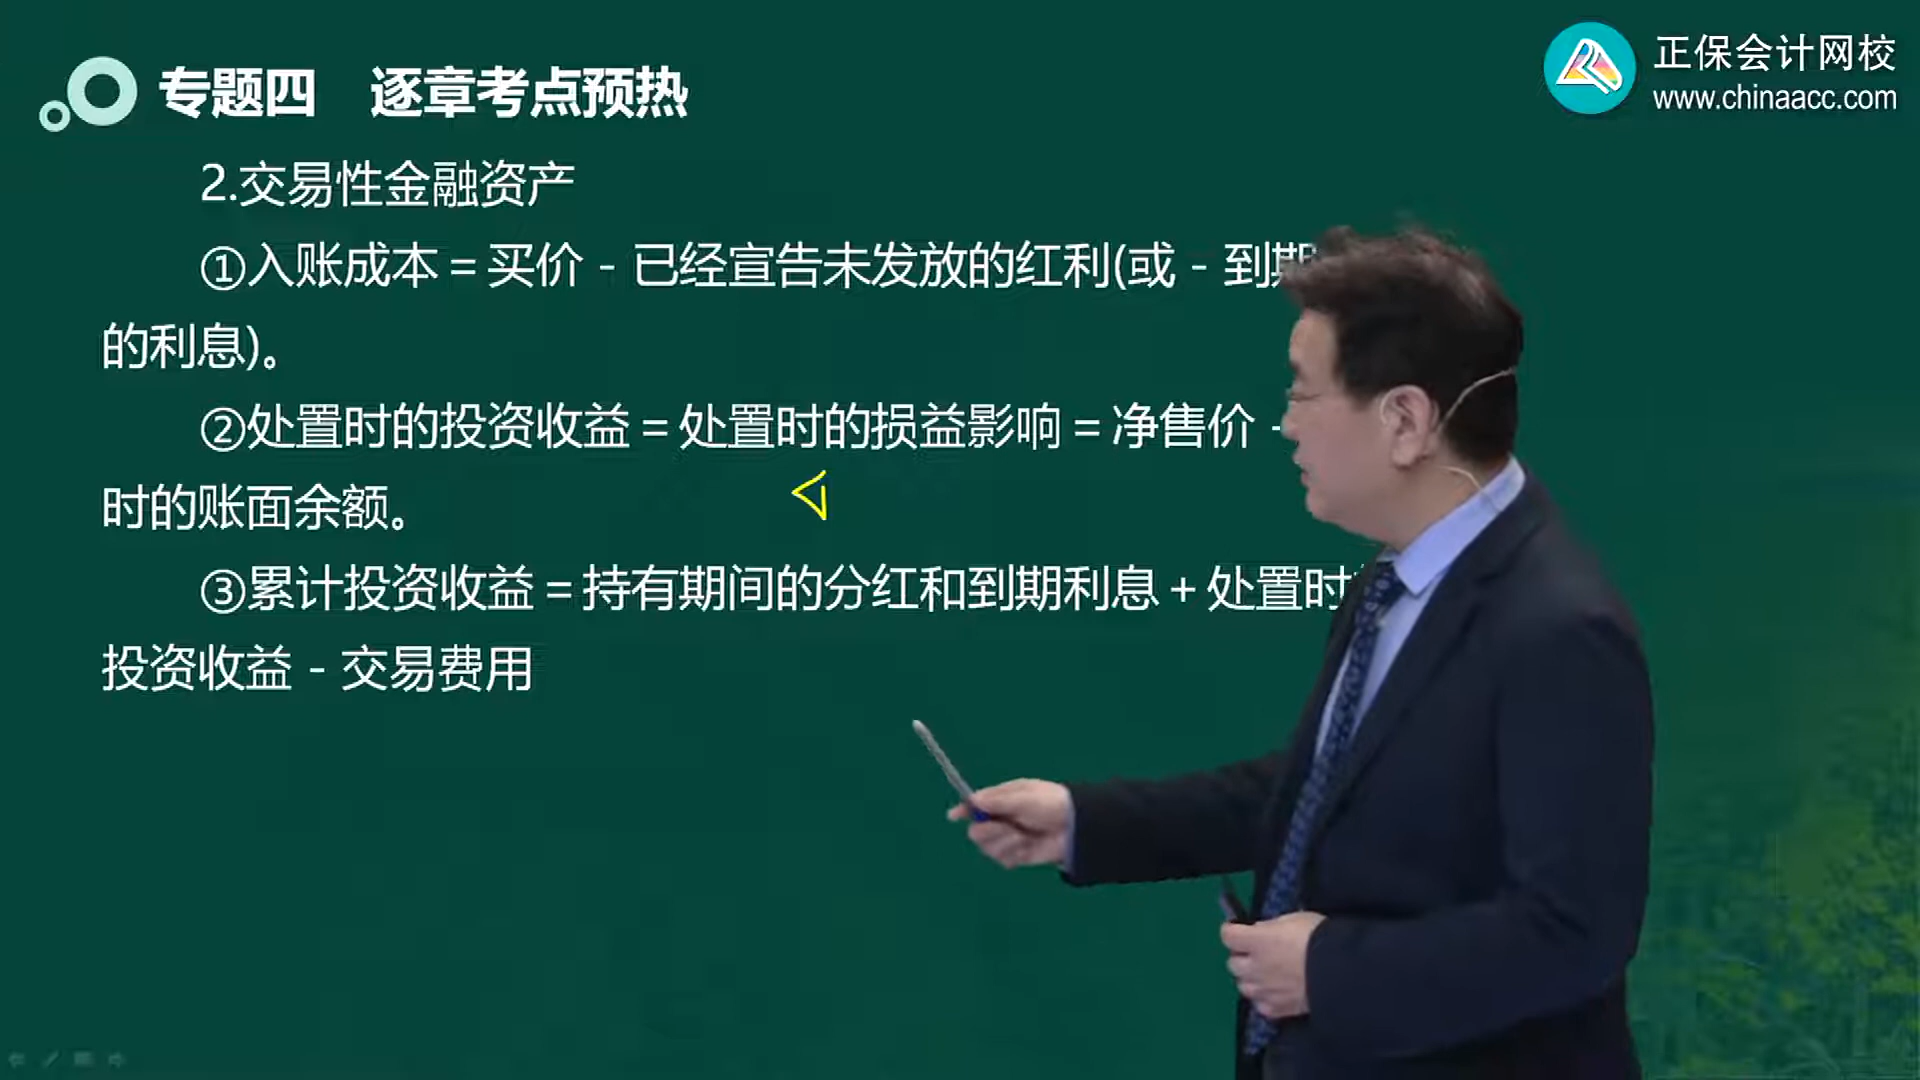 正保会计网校
www.chinaacc.com
专题四 逐章考点预热
2.交易性金融资产
①入账成本＝买价－已经宣告未发放的红利(或－到期
的利息)。
②处置时的投资收益＝处置时的损益影响＝净售价－
时的账面余额。
③累计投资收益＝持有期间的分红和到期利息＋处置时
投资收益－交易费用